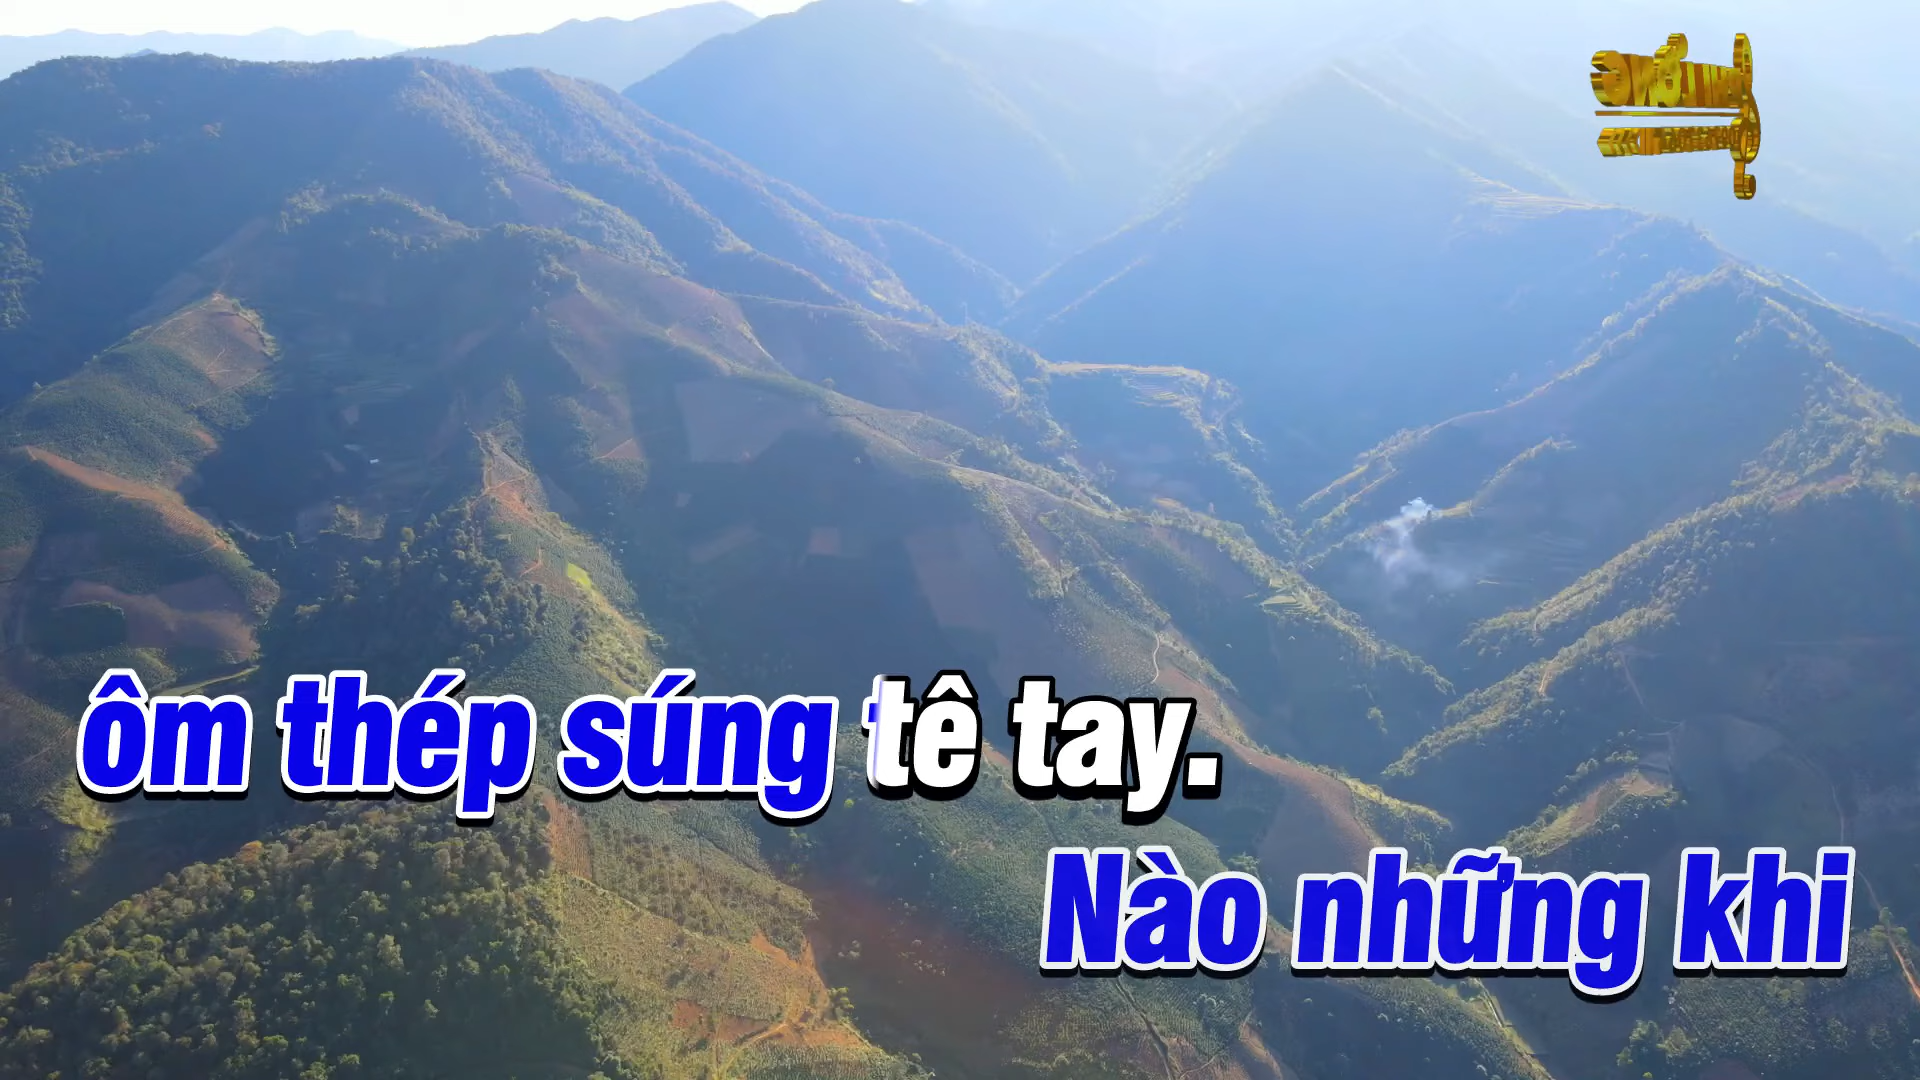 ôm thép súng tê tay.
Nào những khi